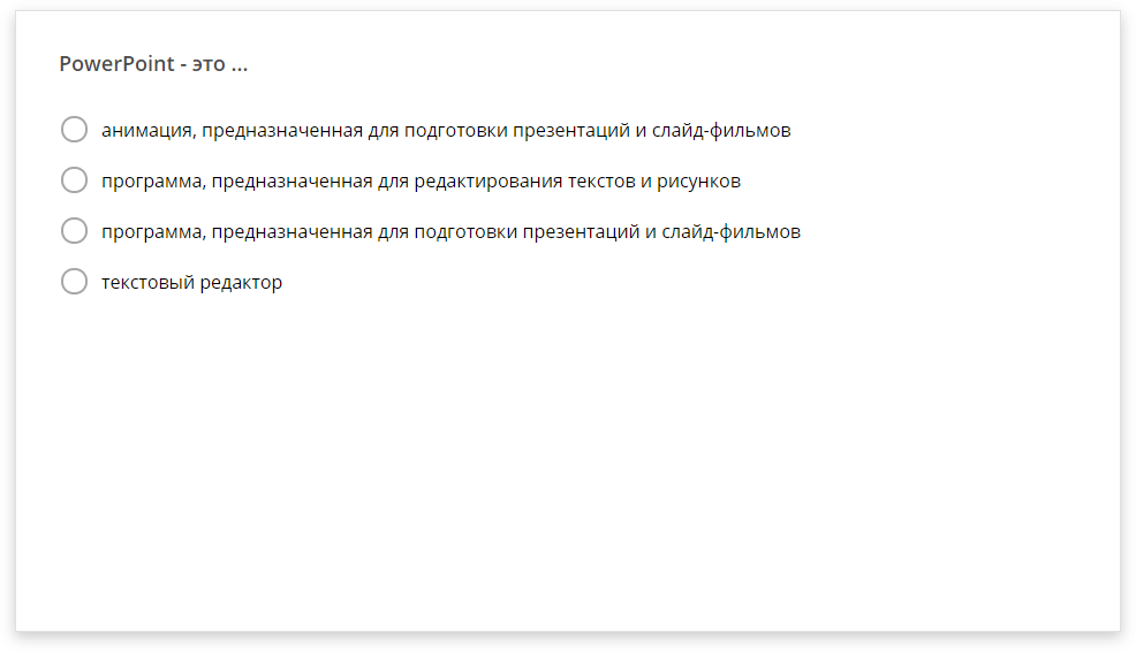 PowerPoint - это ...
анимация, предназначенная для подготовки презентаций и слайд-фильмов
программа, предназначенная для редактирования текстов и рисунков
программа, предназначенная для подготовки презентаций и слайд-фильмов
текстовый редактор